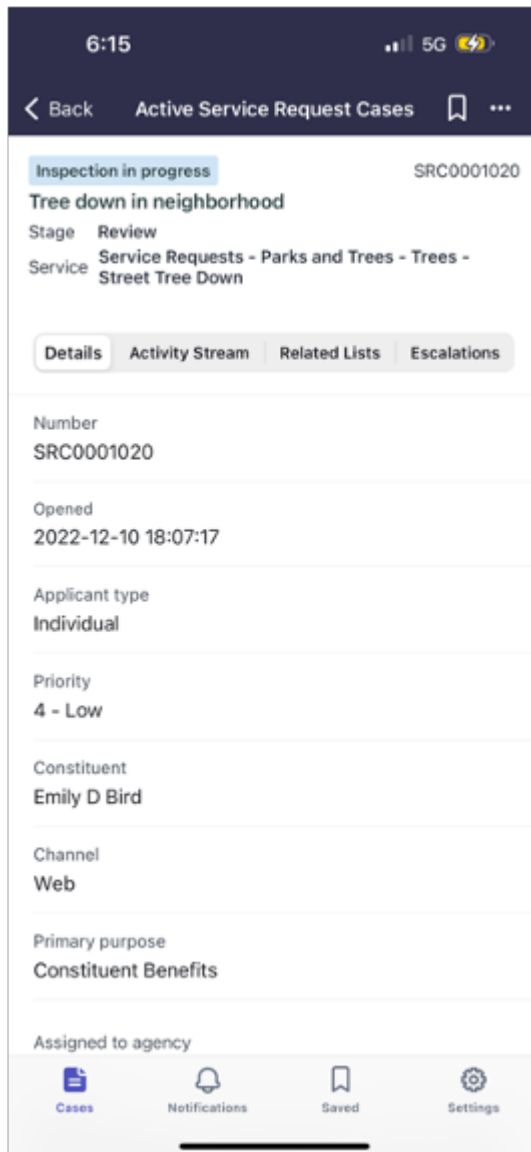 6:15
5G
Back
Active Service Request Cases
Inspection in progress
SRC0001020
Tree down in neighborhood
Stage Review
Service Service Requests - Parks and Trees - Trees -
Street Tree Down
Details Activity Stream Related Lists Escalations
Number
SRC0001020
Opened
2022-12-10 18:07:17
Applicant type
Individual
Priority
4 - Low
Constituent
Emily D Bird
Channel
Web
Primary purpose
Constituent Benefits
Assigned to agency
Cases Notifications Saved Settings